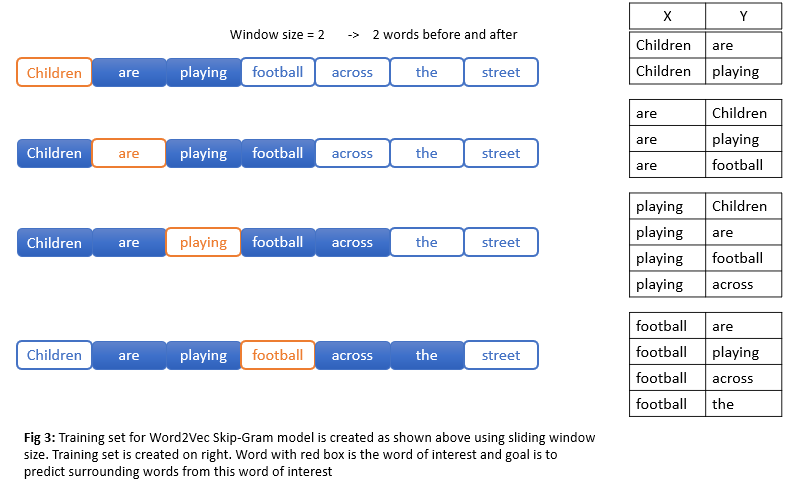 Window size = 2 -> 2 words before and after
Children are playing football across the street
Children are playing football across the street
Children are playing football across the street
Children are playing football across the street
X Y
Children are
Children playing
are Children
are playing
are football
playing Children
playing are
playing football
playing across
football are
football playing
football across
football the
Fig 3: Training set for Word2Vec Skip-Gram model is created as shown above using sliding window
size. Training set is created on right. Word with red box is the word of interest and goal is to
predict surrounding words from this word of interest